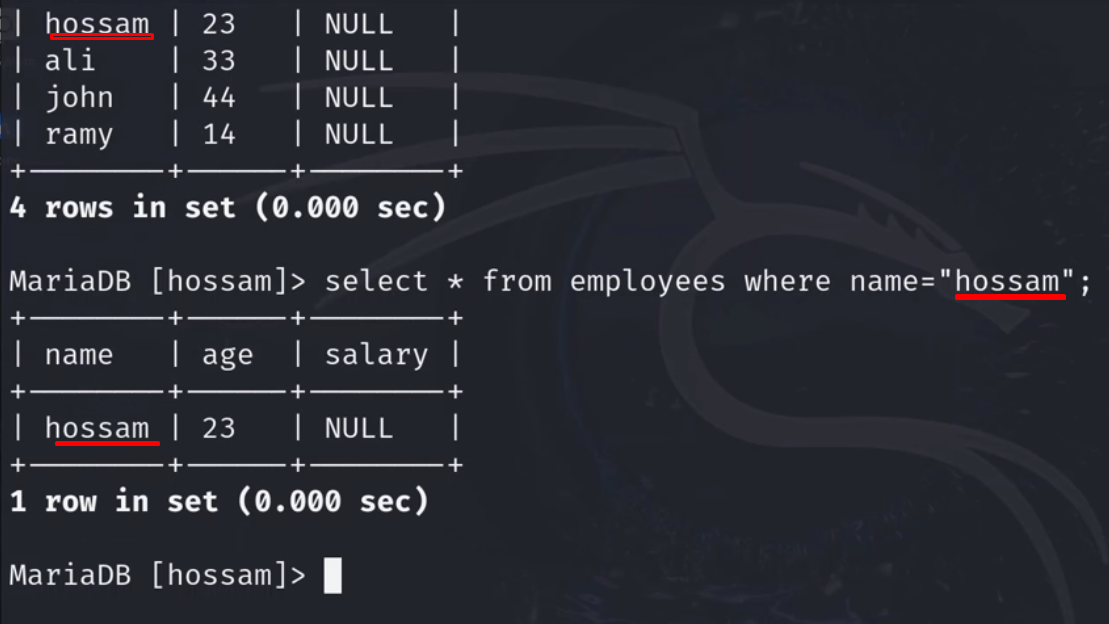 | hossam | 23 | NULL |
| ali | 33 | NULL |
| john | 44 | NULL |
| ramy | 14 | NULL |
+--------+------+--------+
4 rows in set (0.000 sec)
MariaDB [hossam]> select * from employees where name="hossam";
+--------+------+--------+
| name | age | salary |
+--------+------+--------+
| hossam | 23 | NULL |
+--------+------+--------+
1 row in set (0.000 sec)
MariaDB [hossam]>